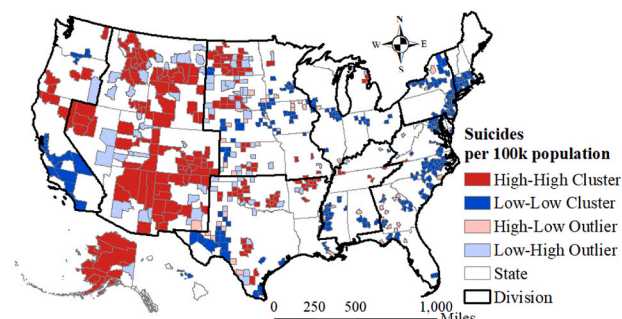 N
W E
S
Suicides
per 100k population
High-High Cluster
Low-Low Cluster
High-Low Outlier
Low-High Outlier
State
Division
0 250 500 1,000
Miles